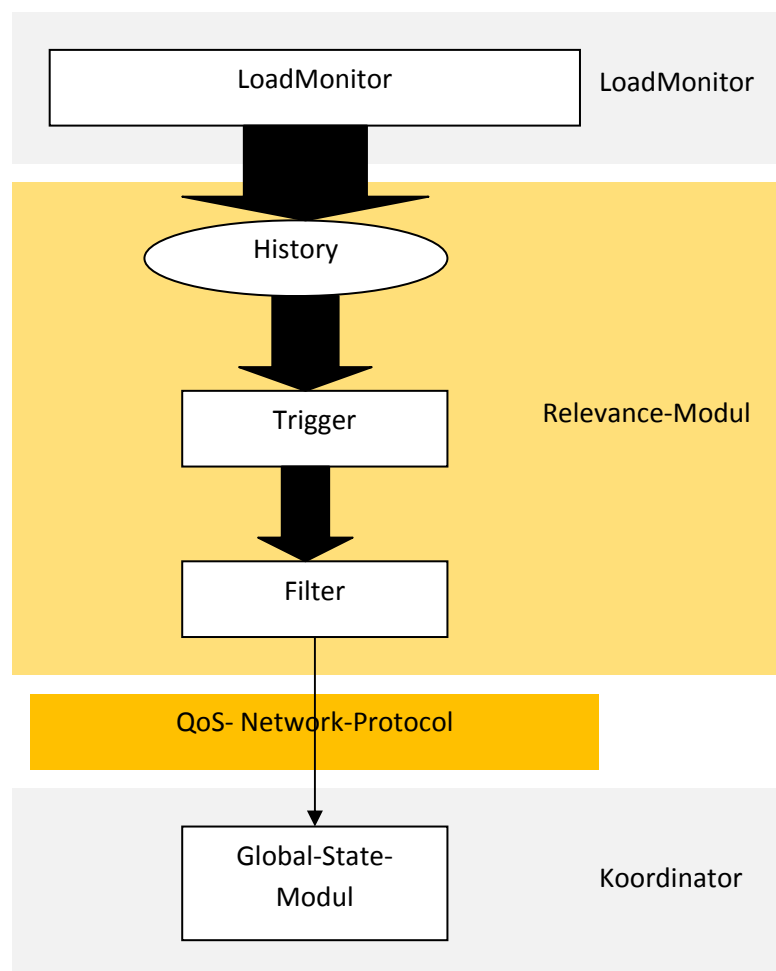 LoadMonitor
LoadMonitor
History
Trigger
Relevance-Modul
Filter
QoS- Network-Protocol
Global-State-
Modul
Koordinator